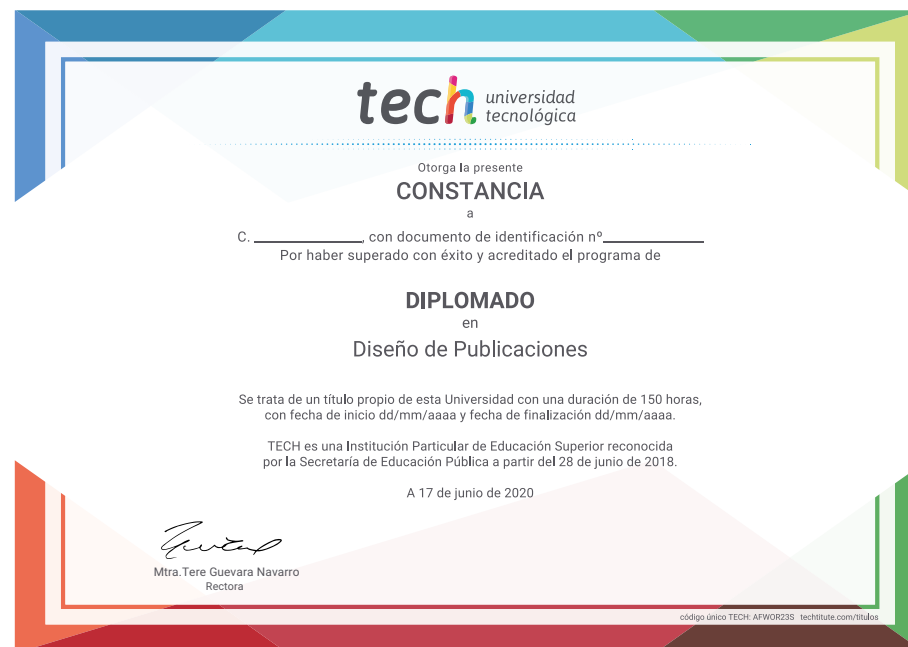 tech universidad
tecnológica
Otorga la presente
CONSTANCIA
a
C. ____________, con documento de identificación nº____________
Por haber superado con éxito y acreditado el programa de
DIPLOMADO
en
Diseño de Publicaciones
Se trata de un título propio de esta Universidad con una duración de 150 horas,
con fecha de inicio dd/mm/aaaa y fecha de finalización dd/mm/aaaa.
TECH es una Institución Particular de Educación Superior reconocida
por la Secretaría de Educación Pública a partir del 28 de junio de 2018.
A 17 de junio de 2020
Mtra.Tere Guevara Navarro
Rectora
código único TECH: AFWOR23S techtitute.com/titulos